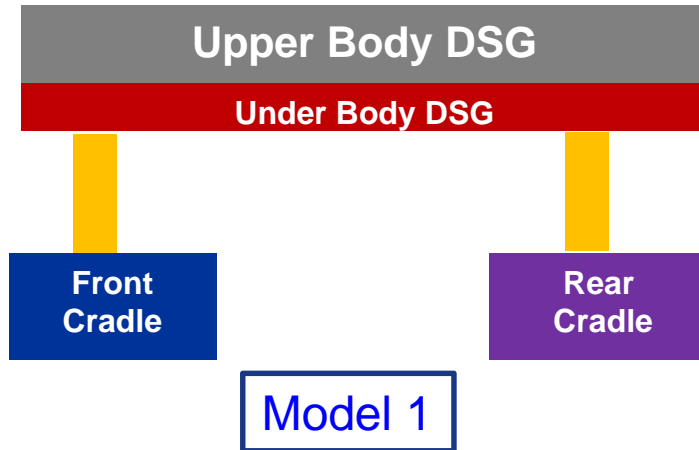 Upper Body DSG
Under Body DSG
Front
Cradle
Rear
Cradle
Model 1